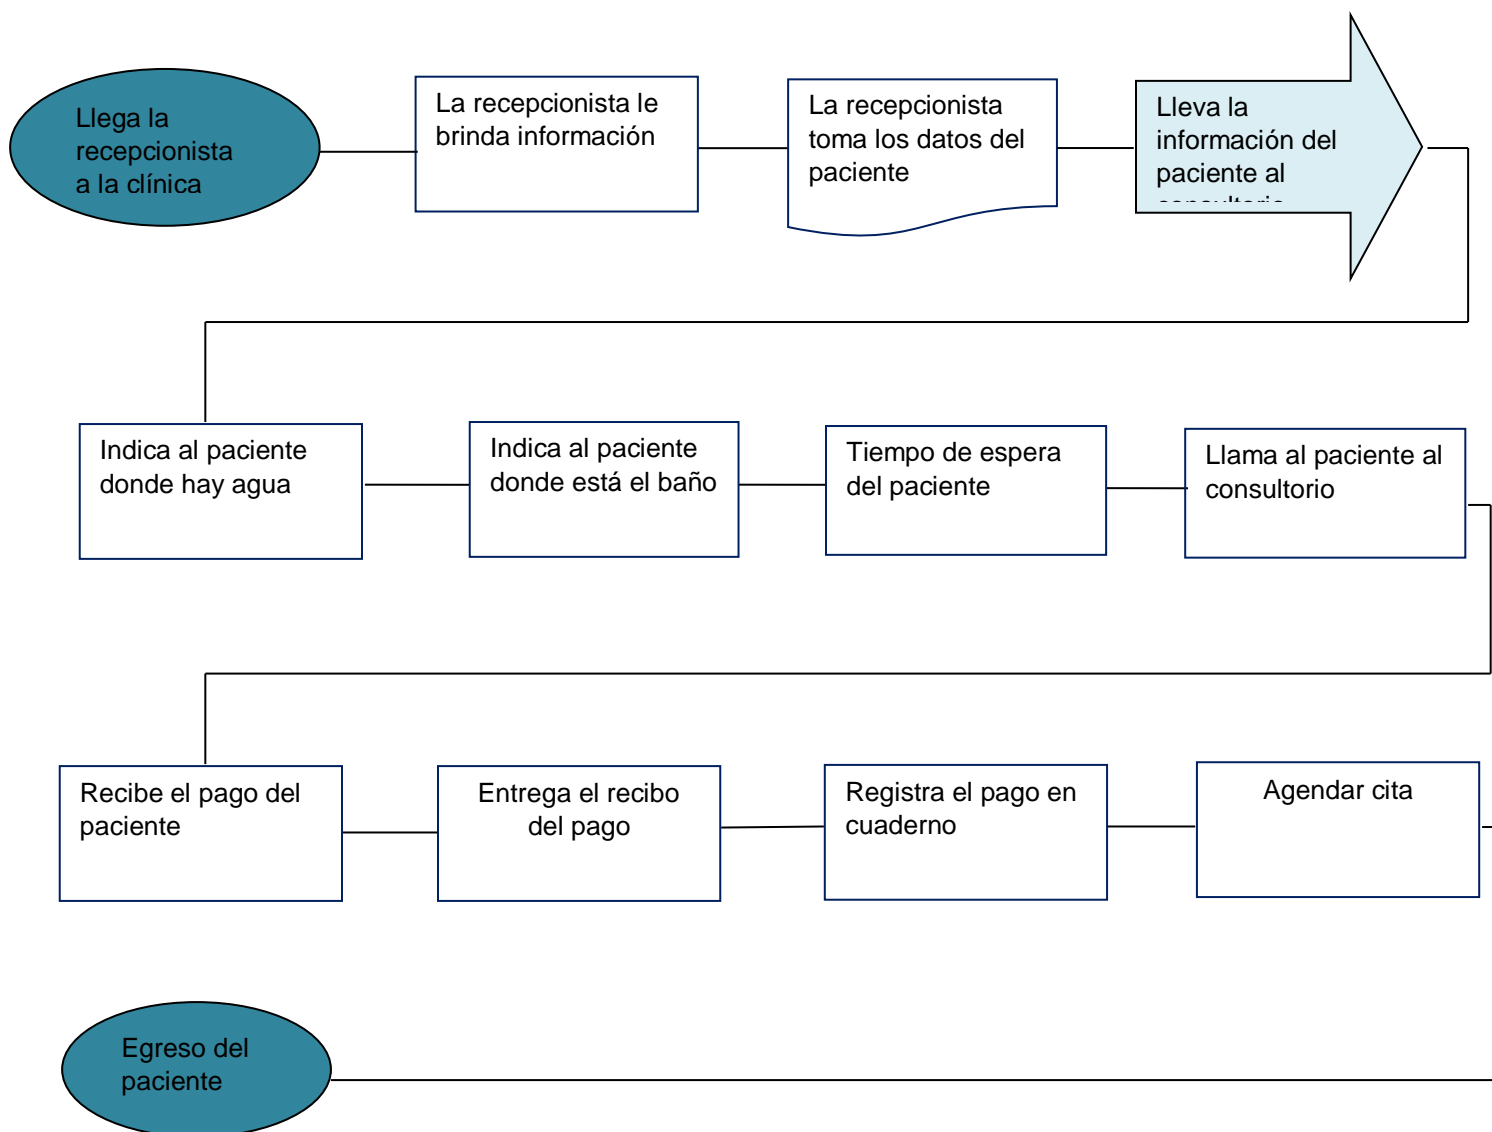 Llega la
recepcionista
a la clínica
La recepcionista le
brinda información
La recepcionista
toma los datos del
paciente
Lleva la
información del
paciente al
Indica al paciente
donde hay agua
Indica al paciente
donde está el baño
Tiempo de espera
del paciente
Llama al paciente al
consultorio
Recibe el pago del
paciente
Entrega el recibo
del pago
Registra el pago en
cuaderno
Agendar cita
Egreso del
paciente